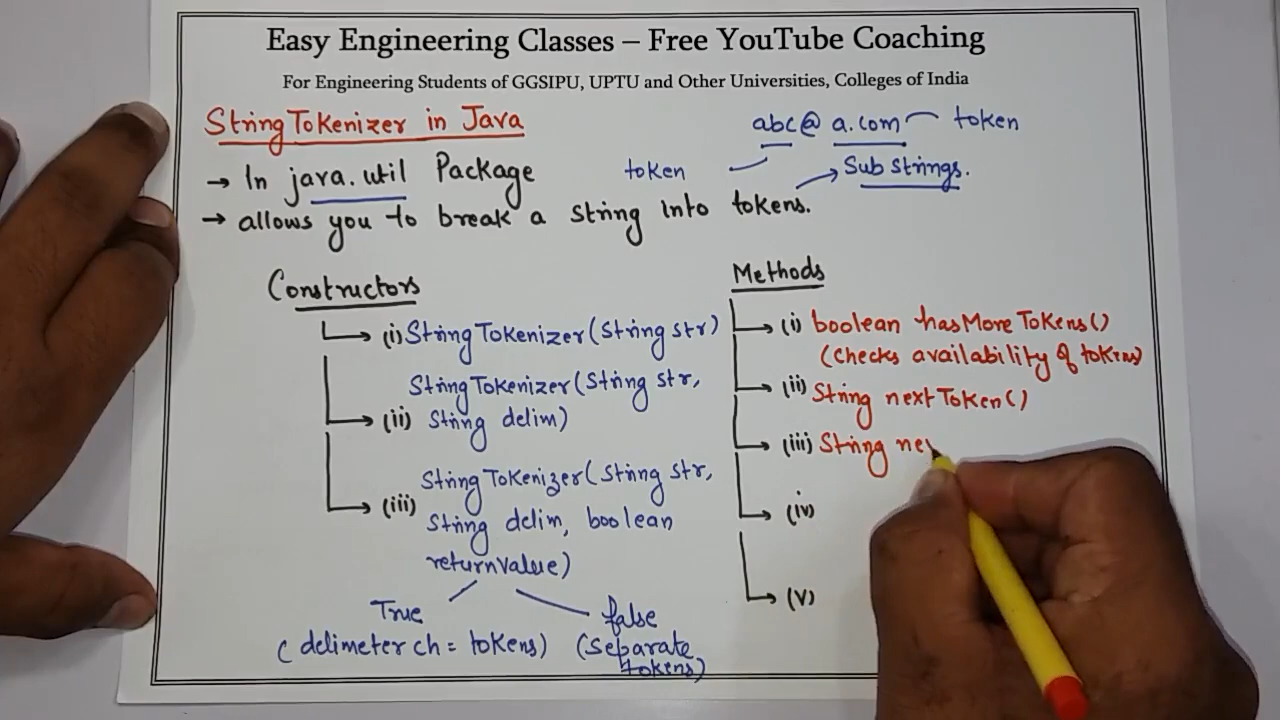 Easy Engineering Classes – Free YouTube Coaching
For Engineering Students of GGSIPU, UPTU and Other Universities, Colleges of India
StringTokenizer in Java
abc@ a.com token
→ In java.util Package
token
Sub Strings.
→ allows you to break a string into tokens.
Constructors
(i) StringTokenizer(String str)
StringTokenizer(String str,
(ii) String delim)
StringTokenizer(String str,
(iii) String delim, boolean
returnValue)
True
false
(delimeter ch = tokens)
(separate
tokens)
Methods
(i) boolean hasMoreTokens()
(checks availability of tokens)
(ii) String nextToken()
(iii) String ne
(iv)
(v)